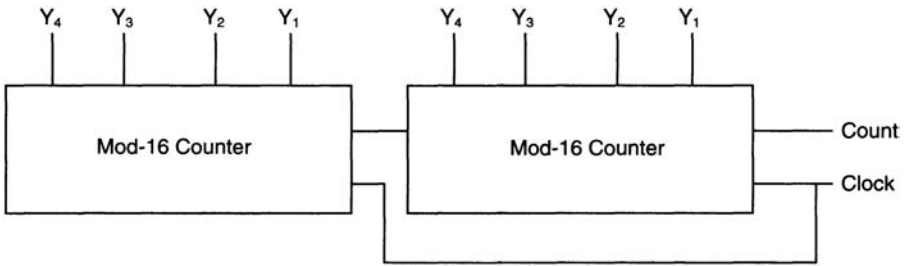 Y4 Y3 Y2 Y1 Y4 Y3 Y2 Y1
Mod-16 Counter Mod-16 Counter
Count
Clock